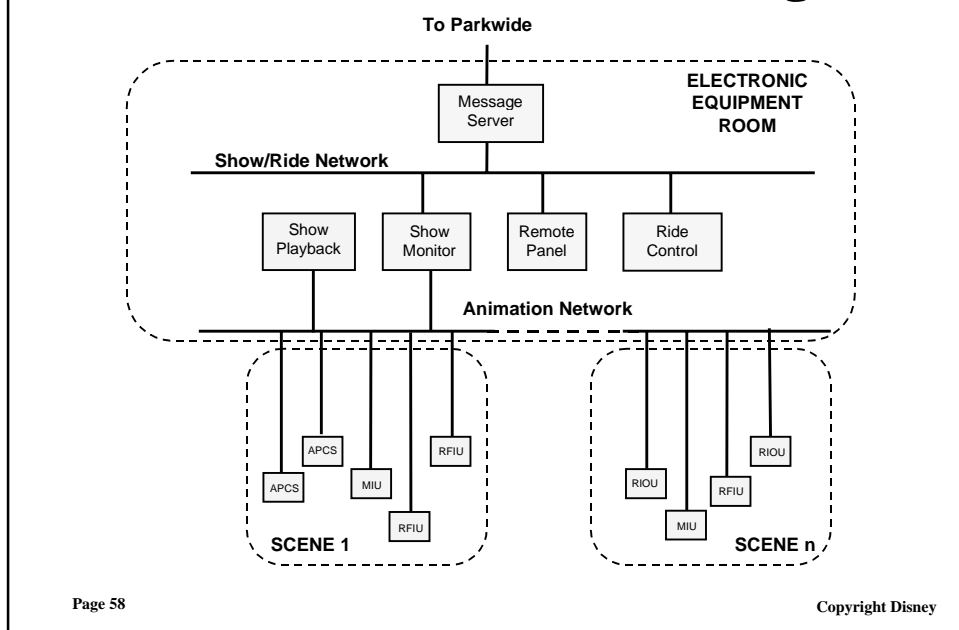 To Parkwide
ELECTRONIC
EQUIPMENT
ROOM
Message
Server
Show/Ride Network
Show
Playback
Show
Monitor
Remote
Panel
Ride
Control
Animation Network
APCS
APCS
MIU
RFIU
RFIU
SCENE 1
RIOU
MIU
RFIU
RIOU
SCENE n
Page 58
Copyright Disney